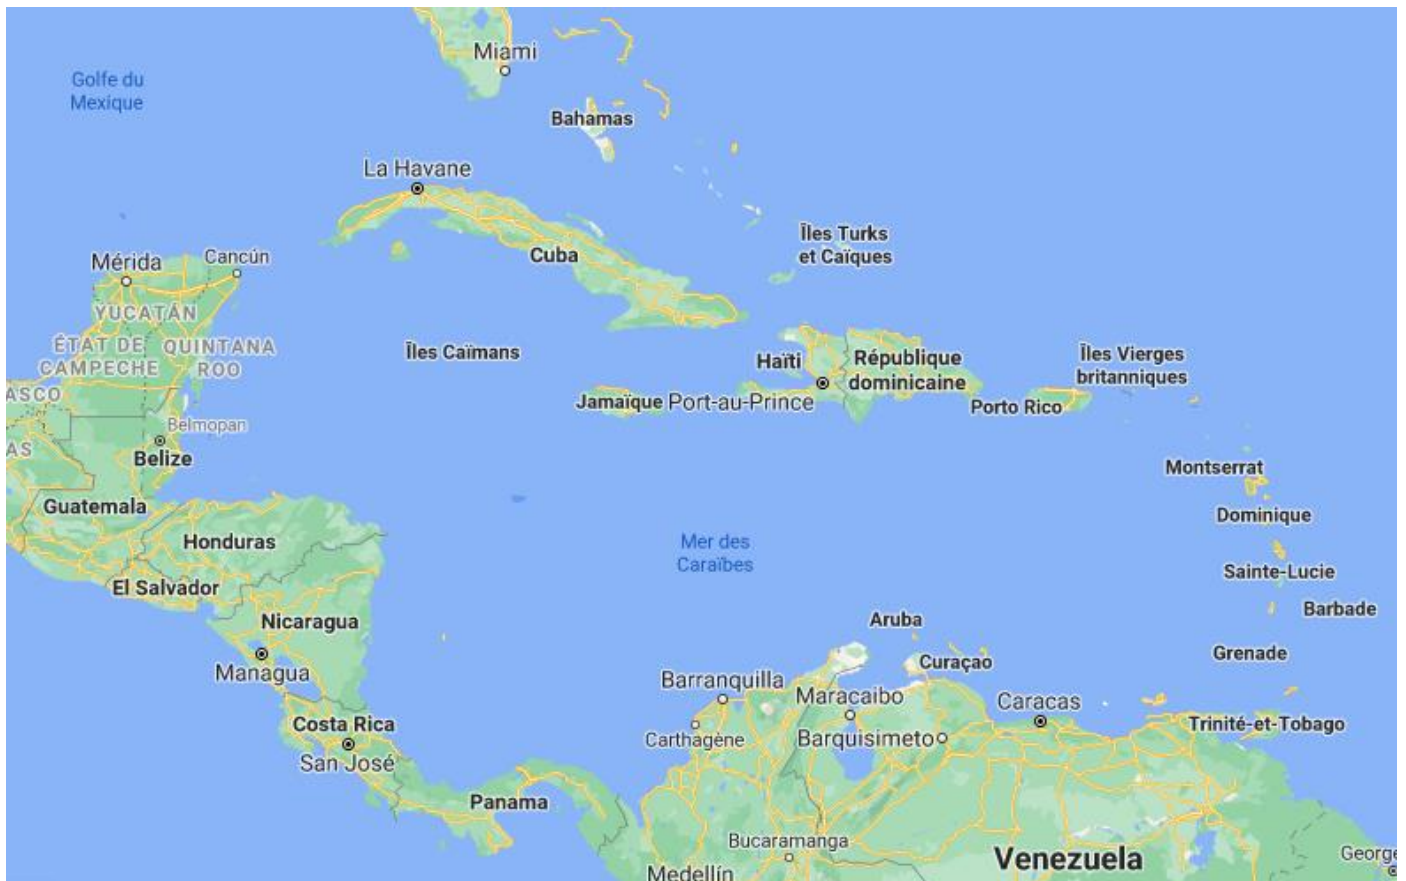 Miami
Golfe du
Mexique
Bahamas
La Havane
Îles Turks
et Caïques
Cuba
Mérida
Cancún
YUCATÁN
ÉTAT DE
CAMPECHE
QUINTANA
ROO
Îles Caïmans
Haïti
République
dominicaine
Îles Vierges
britanniques
ASCO
Jamaïque
Port-au-Prince
Porto Rico
Belmopan
AS
Belize
Montserrat
Guatemala
Dominique
Honduras
Mer des
Caraïbes
Sainte-Lucie
El Salvador
Barbade
Nicaragua
Aruba
Grenade
Curaçao
Managua
Barranquilla
Maracaibo
Caracas
Costa Rica
Trinité-et-Tobago
Carthagène
Barquisimeto
San José
Panama
Bucaramanga
Venezuela
George
Medellín